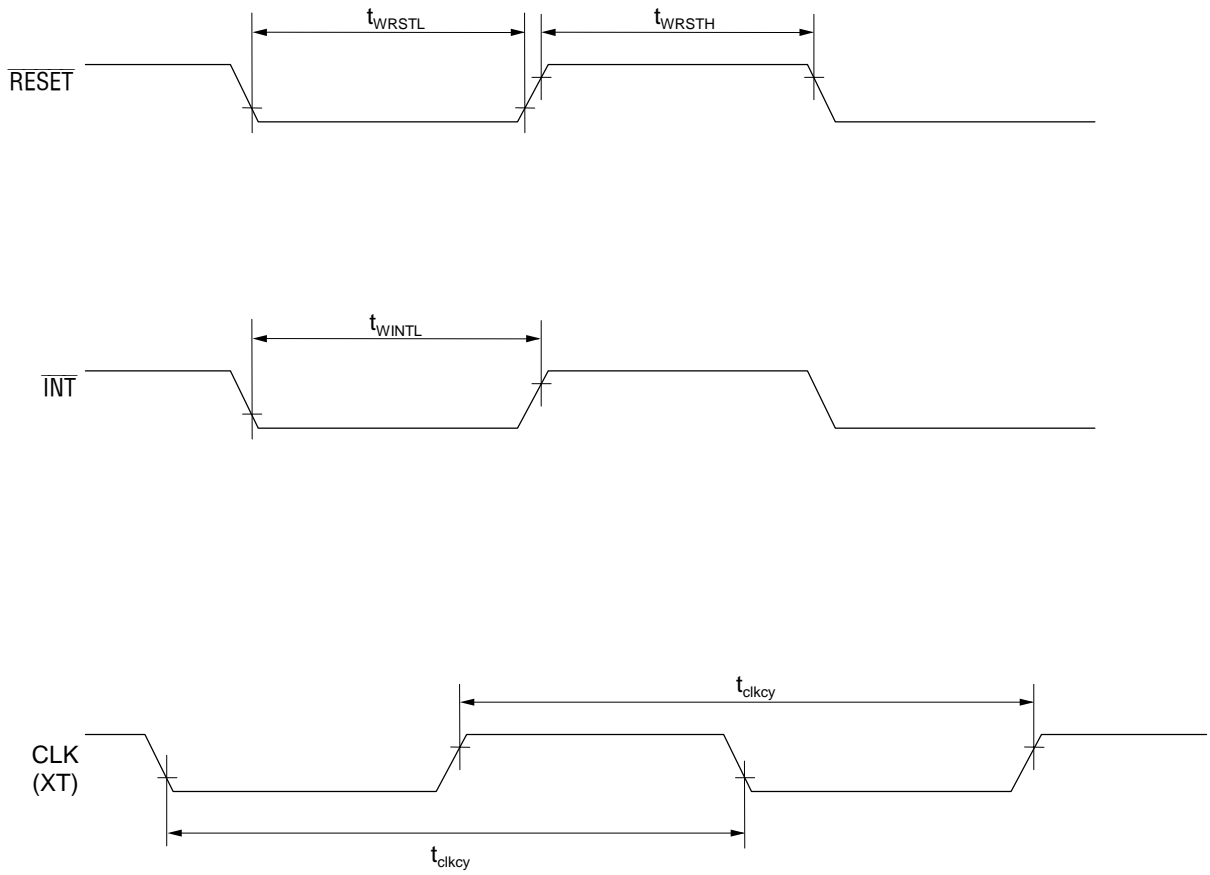 tWRSTL
tWRSTH
RESET
tWINTL
INT
tclkcy
CLK
(XT)
tclkcy